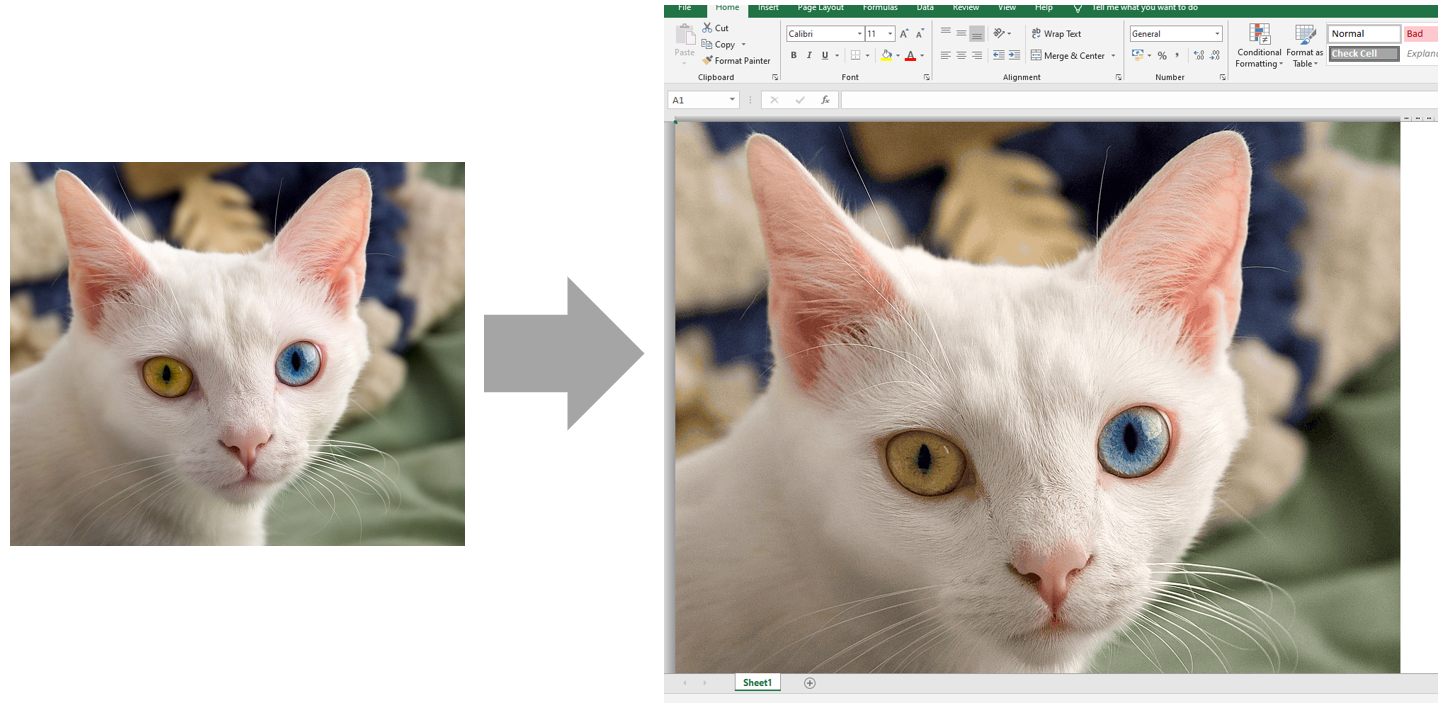 File Home Insert Page Layout Formulas Data Review View Help Tell me what you want to do
Paste
Cut
Copy
Format Painter
Clipboard
Calibri 11 A A
B I U A
Font
ab Wrap Text
Merge & Center
Alignment
General
% ,
Number
Conditional
Formatting
Format as
Table
Normal Bad
Check Cell Explan
A1 fx
Sheet1